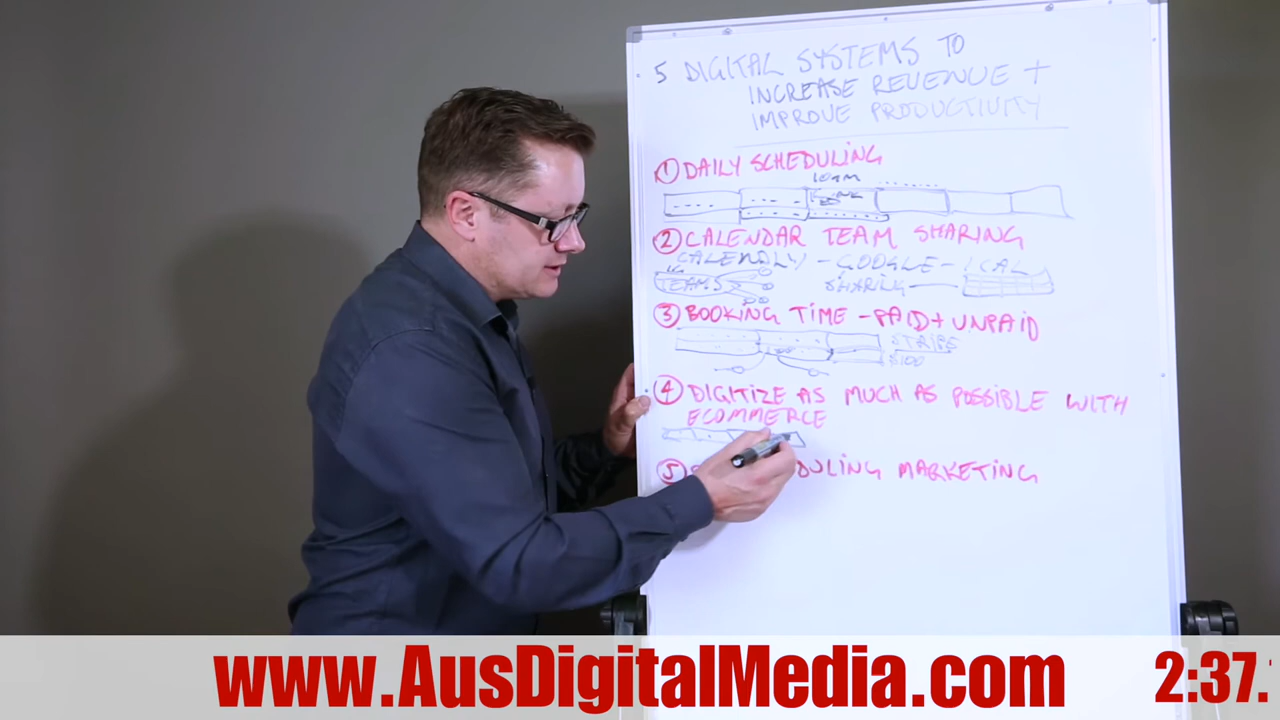 5 DIGITAL SYSTEMS TO
INCREASE REVENUE +
IMPROVE PRODUCTIVITY
1 DAILY SCHEDULING
10AM
2 CALENDAR TEAM SHARING
CALENDLY - GOOGLE - ICAL
TEAMS SHARING
3 BOOKING TIME - PAID + UNPAID
STRIPE
$100
4 DIGITIZE AS MUCH AS POSSIBLE WITH
ECOMMERCE
5 MARKETING
www.AusDigitalMedia.com 2:37.